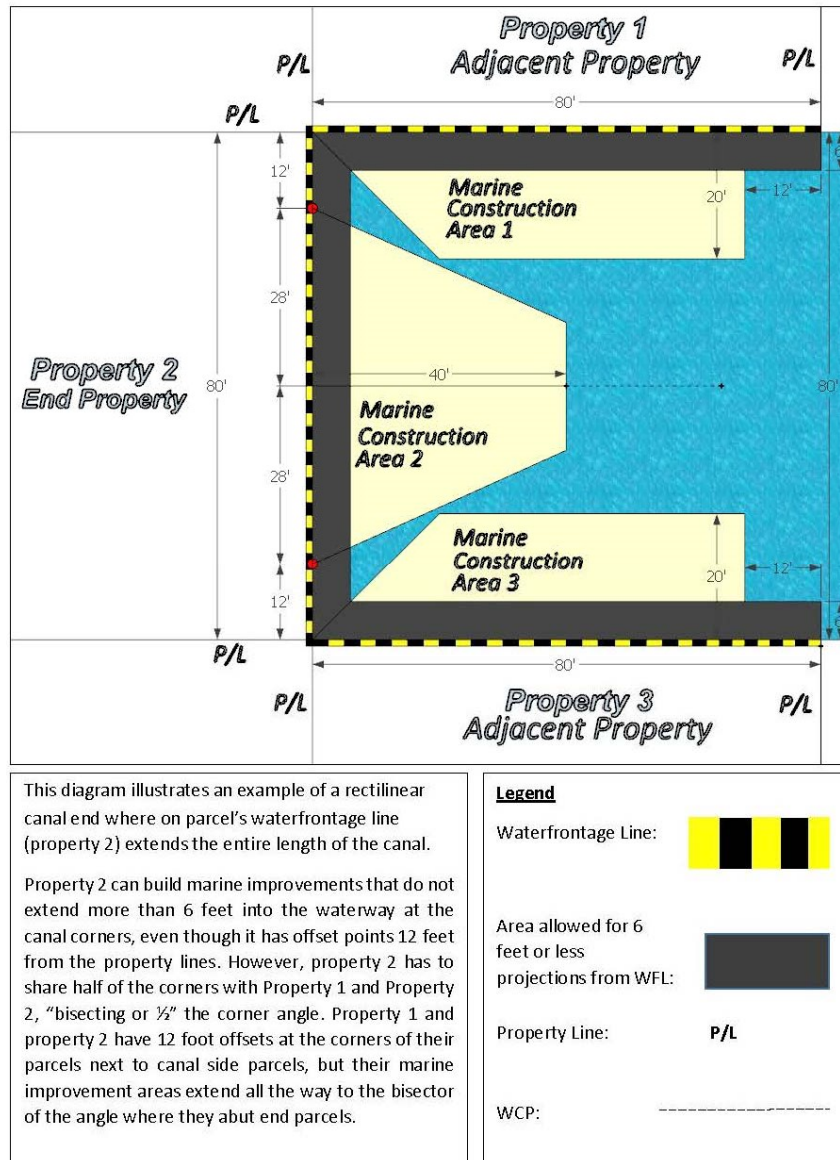 Property 1
Adjacent Property
P/L
P/L
80'
P/L
12'
6'
Marine
Construction
Area 1
20'
12'
28'
Property 2
End Property
80'
40'
80'
Marine
Construction
Area 2
28'
Marine
Construction
Area 3
20'
12'
12'
6'
P/L
80'
P/L
Property 3
Adjacent Property
P/L
This diagram illustrates an example of a rectilinear
canal end where on parcel's waterfrontage line
(property 2) extends the entire length of the canal.
Property 2 can build marine improvements that do not
extend more than 6 feet into the waterway at the
canal corners, even though it has offset points 12 feet
from the property lines. However, property 2 has to
share half of the corners with Property 1 and Property
2, “bisecting or ½” the corner angle. Property 1 and
property 2 have 12 foot offsets at the corners of their
parcels next to canal side parcels, but their marine
improvement areas extend all the way to the bisector
of the angle where they abut end parcels.
Legend
Waterfrontage Line:
Area allowed for 6
feet or less
projections from WFL:
Property Line: P/L
WCP: